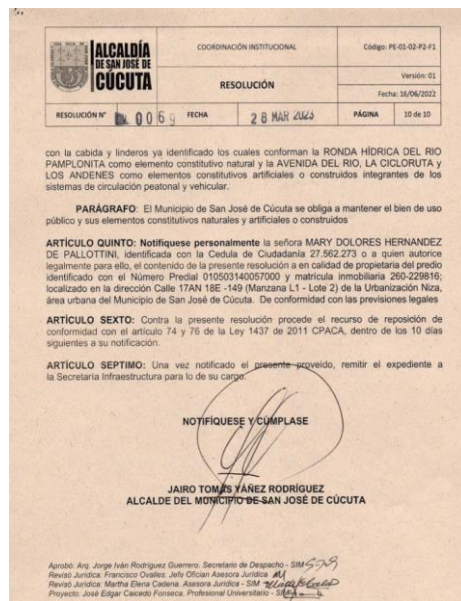 ALCALDÍA
DE SAN JOSÉ DE
CÚCUTA
COORDINACIÓN INSTITUCIONAL
Código: PE-01-02-P2-F1
RESOLUCIÓN
Versión: 01
Fecha: 16/06/2022
RESOLUCIÓN N° 0069 FECHA 28 MAR 2023 PÁGINA 10 de 10
con la cabida y linderos ya identificado los cuales conforman la RONDA HÍDRICA DEL RIO
PAMPLONITA como elemento constitutivo natural y la AVENIDA DEL RIO, LA CICLORUTA y
LOS ANDENES como elementos constitutivos artificiales o construidos integrantes de los
sistemas de circulación peatonal y vehicular.
PARÁGRAFO: El Municipio de San José de Cúcuta se obliga a mantener el bien de uso
público y sus elementos constitutivos naturales y artificiales o construidos
ARTÍCULO QUINTO: Notifíquese personalmente la señora MARY DOLORES HERNANDEZ
DE PALLOTTINI, identificada con la Cedula de Ciudadanía 27.562.273 o a quien autorice
legalmente para ello, el contenido de la presente resolución a en calidad de propietaria del predio
identificado con el Número Predial 010503140057000 y matrícula inmobiliaria 260-229816;
localizado en la dirección Calle 17AN 18E -149 (Manzana L1 - Lote 2) de la Urbanización Niza,
área urbana del Municipio de San José de Cúcuta. De conformidad con las previsiones legales
ARTÍCULO SEXTO: Contra la presente resolución procede el recurso de reposición de
conformidad con el artículo 74 y 76 de la Ley 1437 de 2011 CPACA, dentro de los 10 días
siguientes a su notificación.
ARTÍCULO SEPTIMO: Una vez notificado el presente proveído, remitir el expediente a
la Secretaria Infraestructura para lo de su cargo.
NOTIFÍQUESE Y CÚMPLASE
JAIRO TOMÁS YÁÑEZ RODRÍGUEZ
ALCALDE DEL MUNICIPIO DE SAN JOSÉ DE CÚCUTA
Aprobó: Arq. Jorge Iván Rodríguez Guerrero. Secretario de Despacho - SIM
Revisó Jurídica: Francisco Ovalles. Jefe Ofician Asesora Jurídica
Revisó Jurídica: Martha Elena Cadena. Asesora Jurídica - SIM
Proyecto: José Edgar Caicedo Fonseca. Profesional Universitario - SIM